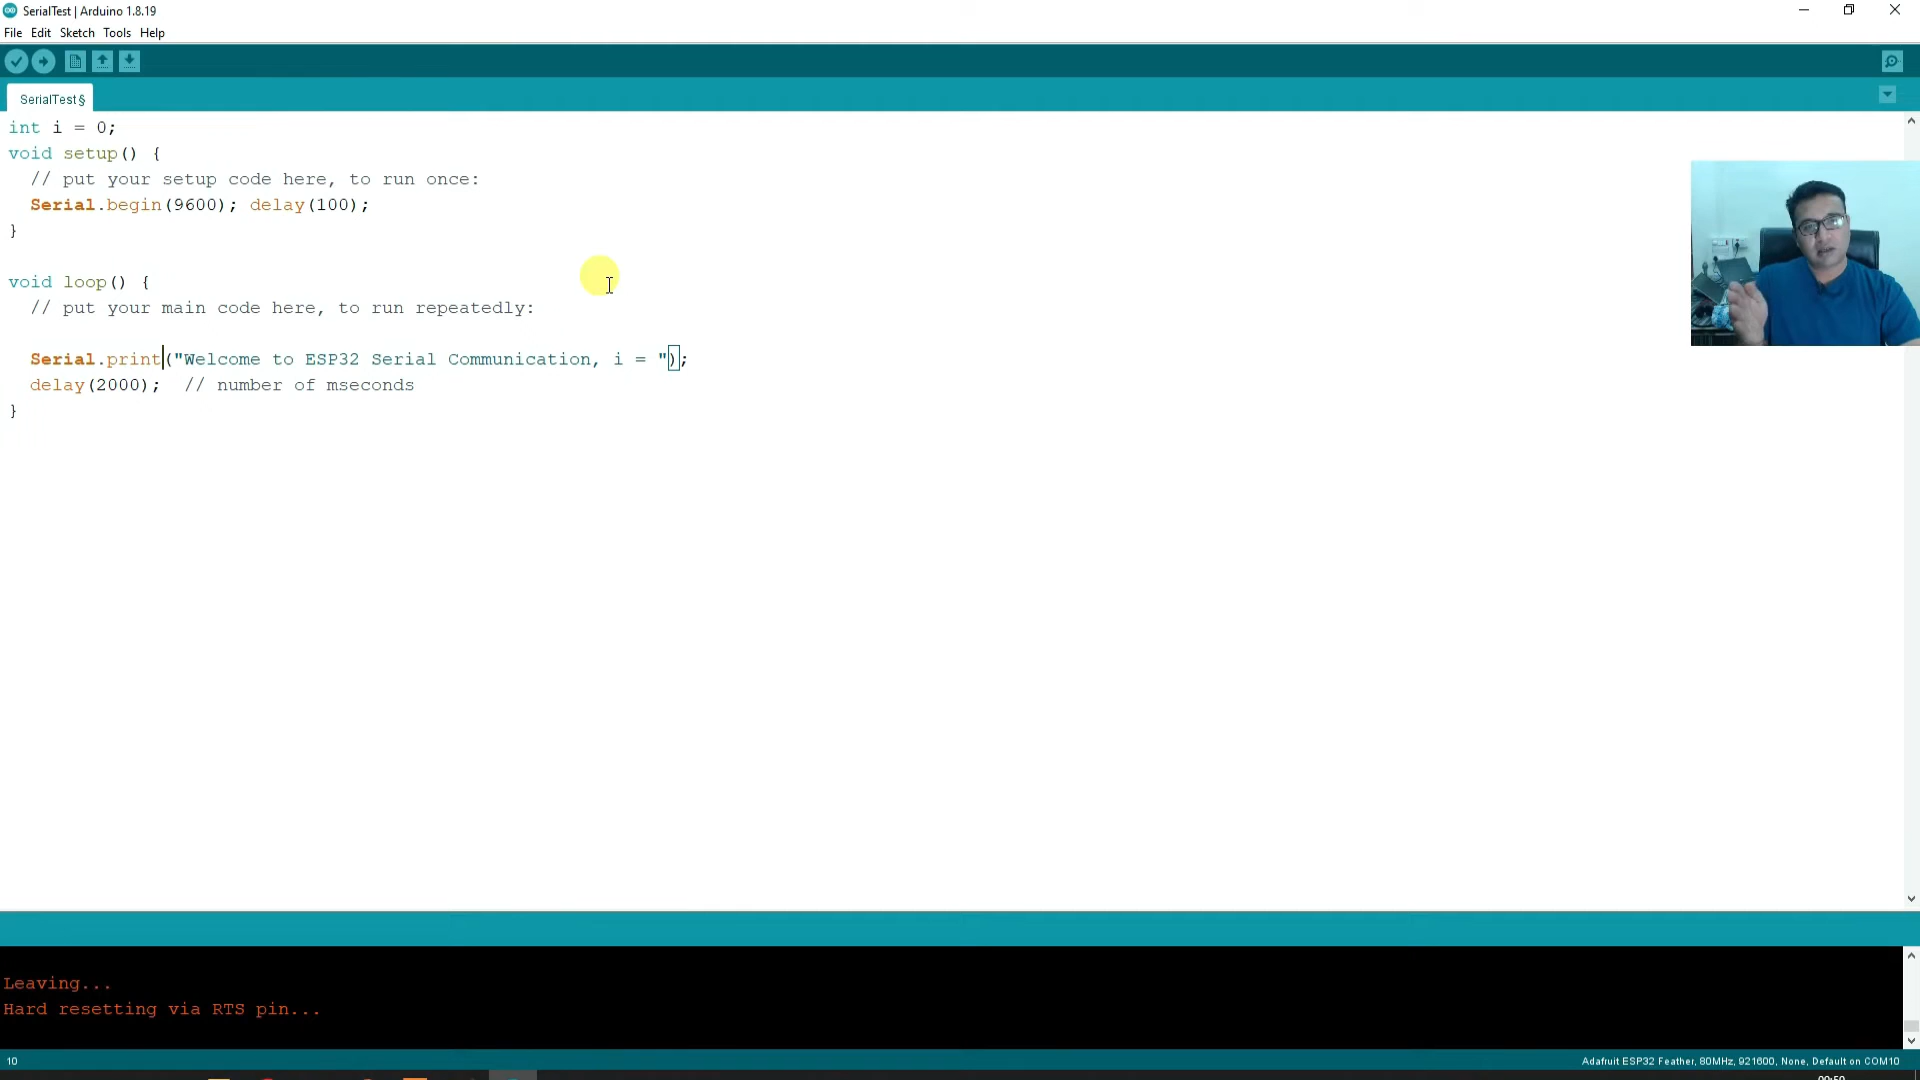 SerialTest | Arduino 1.8.19
File Edit Sketch Tools Help
SerialTest§
int i = 0;
void setup() {
// put your setup code here, to run once:
Serial.begin(9600); delay(100);
}
void loop() {
// put your main code here, to run repeatedly:
Serial.print("Welcome to ESP32 Serial Communication, i = ");
delay(2000);  // number of mseconds
}
Leaving...
Hard resetting via RTS pin...
10
Adafruit ESP32 Feather, 80MHz, 921600, None, Default on COM10